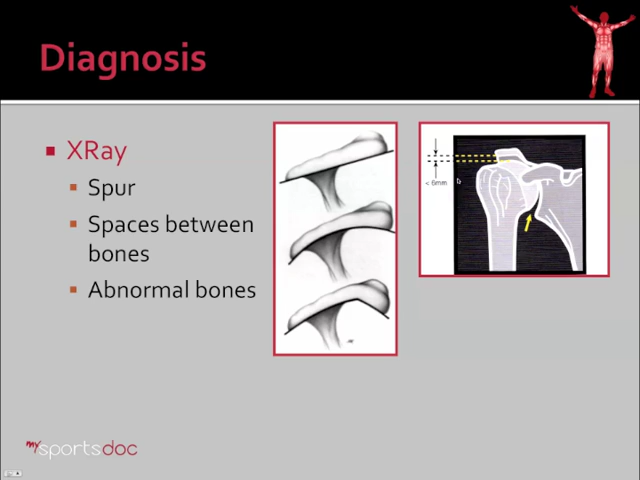 Diagnosis
XRay
Spur
Spaces between
bones
Abnormal bones
< 6mm
mysportsdoc